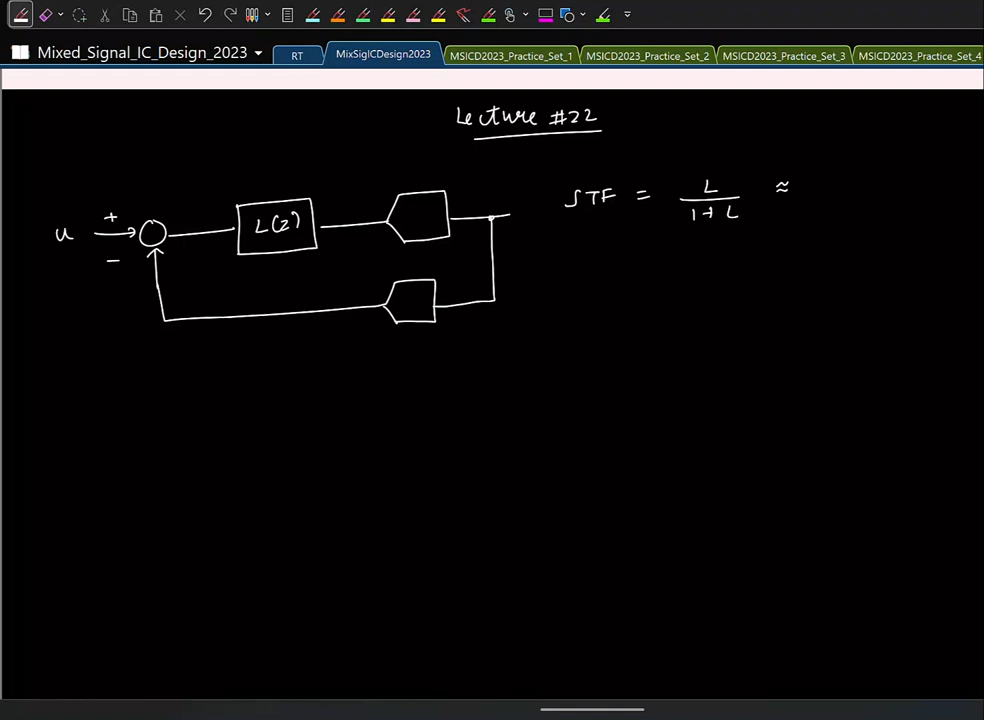 Mixed_Signal_IC_Design_2023
RT
MixSigICDesign2023
MSICD2023_Practice_Set_1
MSICD2023_Practice_Set_2
MSICD2023_Practice_Set_3
MSICD2023_Practice_Set_4
Lecture #22
STF = L / 1 + L ≈
u + −
L(z)